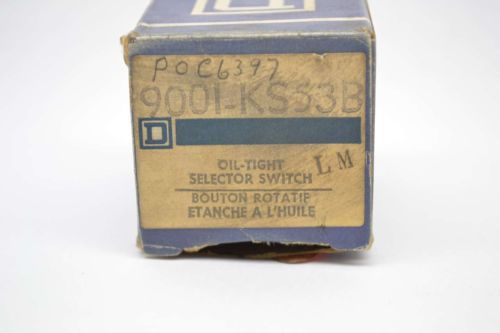 POC6397
9001-KS53B
D
OIL-TIGHT
SELECTOR SWITCH
LM
BOUTON ROTATIF
ETANCHE A L'HUILE